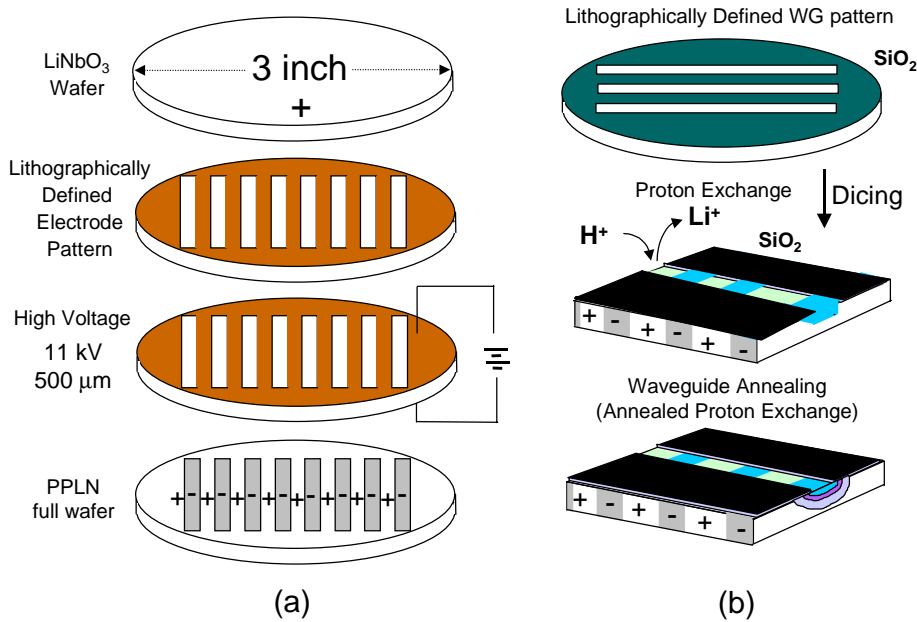 LiNbO₃
Wafer
3 inch
+
Lithographically
Defined
Electrode
Pattern
High Voltage
11 kV
500 μm
PPLN
full wafer
+ - + - + - + - + - + - + - + -
(a)
Lithographically Defined WG pattern
SiO₂
Dicing
Proton Exchange
H⁺
Li⁺
SiO₂
+ - + - + -
Waveguide Annealing
(Annealed Proton Exchange)
+ - + - + -
(b)